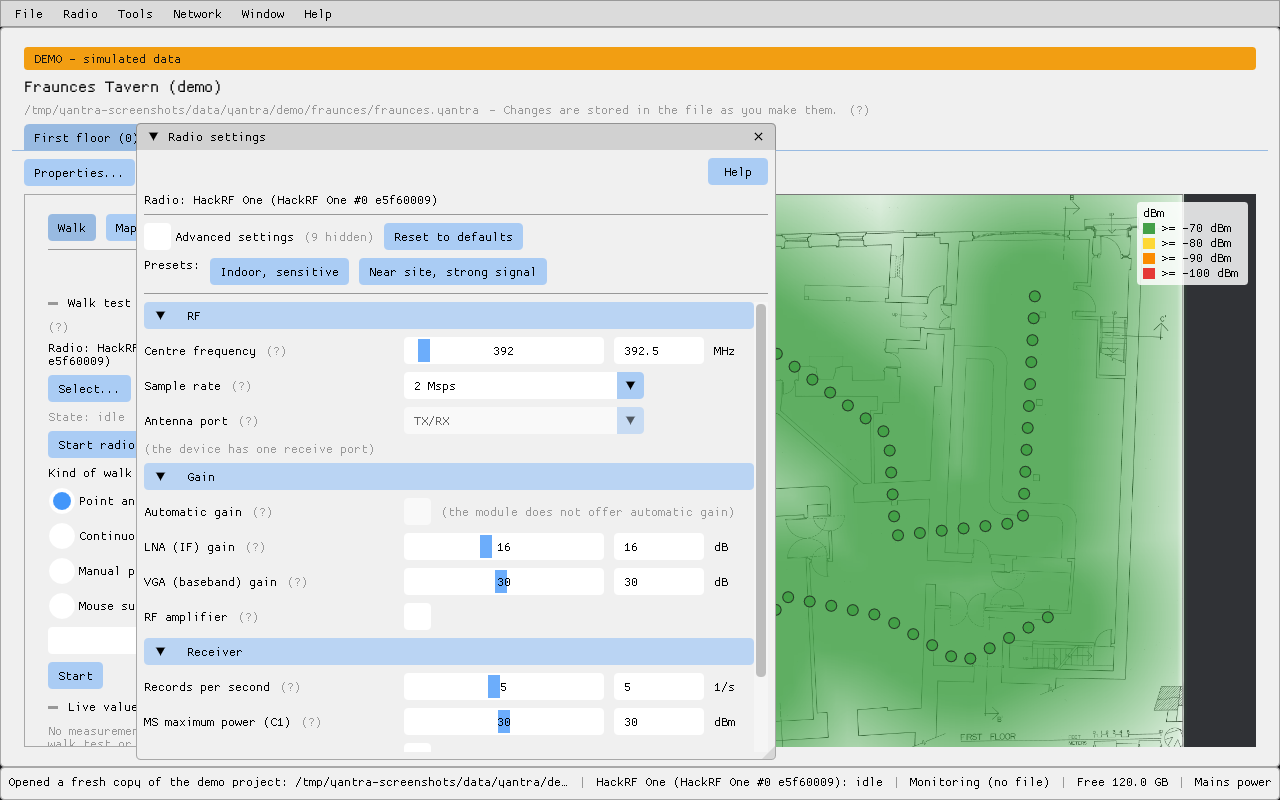 File Radio Tools Network Window Help
DEMO - simulated data
Fraunces Tavern (demo)
/tmp/yantra-screenshots/data/yantra/demo/fraunces/fraunces.yantra - Changes are stored in the file as you make them. (?)
First floor (0)
Properties...
Walk
Map
Walk test
(?)
Radio: HackRF
e5f60009)
Select...
State: idle
Start radio
Kind of walk
Point an
Continuo
Manual p
Mouse su
Start
Live value
No measuremen
walk test or
Radio settings
Help
Radio: HackRF One (HackRF One #0 e5f60009)
Advanced settings (9 hidden) Reset to defaults
Presets: Indoor, sensitive Near site, strong signal
RF
Centre frequency (?) 392 392.5 MHz
Sample rate (?) 2 Msps
Antenna port (?) TX/RX
(the device has one receive port)
Gain
Automatic gain (?) (the module does not offer automatic gain)
LNA (IF) gain (?) 16 16 dB
VGA (baseband) gain (?) 30 30 dB
RF amplifier (?)
Receiver
Records per second (?) 5 5 1/s
MS maximum power (C1) (?) 30 30 dBm
dBm
>= -70 dBm
>= -80 dBm
>= -90 dBm
>= -100 dBm
FIRST FLOOR
Opened a fresh copy of the demo project: /tmp/yantra-screenshots/data/yantra/de… | HackRF One (HackRF One #0 e5f60009): idle | Monitoring (no file) | Free 120.0 GB | Mains power